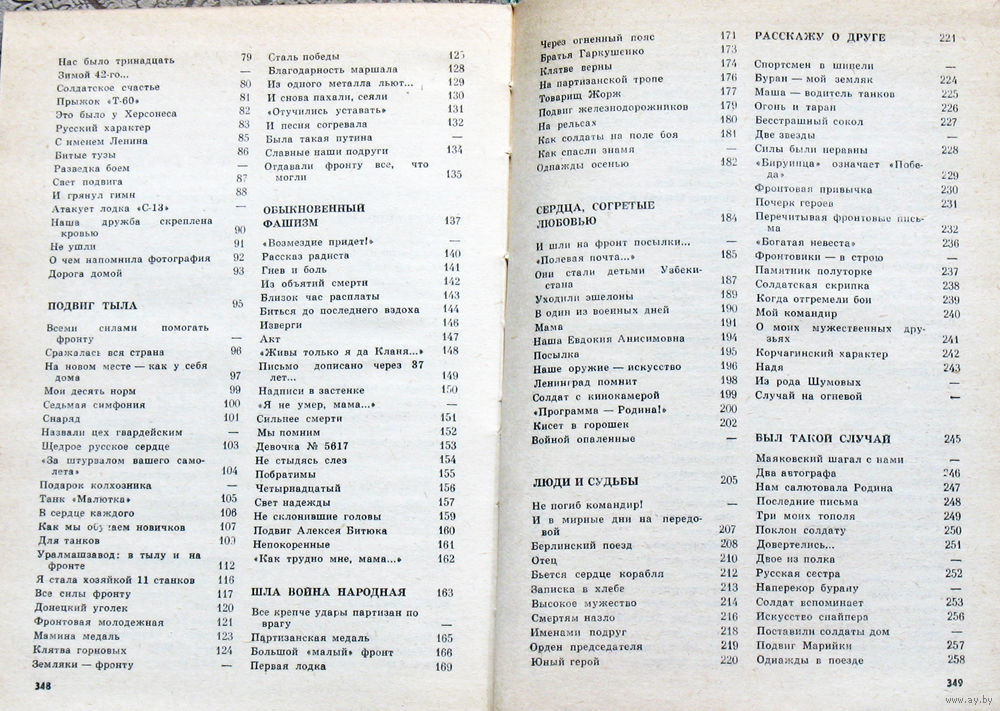 Нас было тринадцать 79
Зимой 42-го... —
Солдатское счастье 80
Прыжок «Т-60» 81
Это было у Херсонеса 82
Русский характер 83
С именем Ленина 85
Битые тузы 86
Разведка боем —
Свет подвига 87
И грянул гимн 88
Атакует лодка «С-13» —
Наша дружба скреплена
кровью 90
Не ушли 91
О чем напомнила фотография 92
Дорога домой 93
ПОДВИГ ТЫЛА 95
Всеми силами помогать
фронту —
Сражалась вся страна 96
На новом месте — как у себя
дома 97
Мои десять норм 99
Седьмая симфония 100
Снаряд 101
Назвали цех гвардейским —
Щедрое русское сердце 103
«За штурвалом вашего само-
лета» 104
Подарок колхозника —
Танк «Малютка» 105
В сердце каждого 106
Как мы обучаем новичков 107
Для танков 109
Уралмашзавод: в тылу и на
фронте 112
Я стала хозяйкой 11 станков 116
Все силы фронту 117
Донецкий уголек 120
Фронтовая молодежная 121
Мамина медаль 123
Клятва горновых 124
Земляки — фронту —
348
Сталь победы 125
Благодарность маршала 128
Из одного металла льют... 129
И снова пахали, сеяли 130
«Отучились уставать» 131
И песня согревала 132
Была такая путина —
Славные наши подруги 134
Отдавали фронту все, что
могли 135
ОБЫКНОВЕННЫЙ
ФАШИЗМ 137
«Возмездие придет!» —
Рассказ радиста 140
Гнев и боль 141
Из объятий смерти 142
Близок час расплаты 143
Биться до последнего вздоха 144
Изверги 146
Акт 147
«Живы только я да Кланя...» 148
Письмо дописано через 37
лет... 149
Надписи в застенке 150
«Я не умер, мама...» —
Сильнее смерти 151
Мы помним 152
Девочка № 5617 153
Не стыдясь слез 154
Побратимы 155
Четырнадцатый 156
Свет надежды 157
Не склонившие головы 159
Подвиг Алексея Битюка 160
Непокоренные 161
«Как трудно мне, мама...» 162
ШЛА ВОЙНА НАРОДНАЯ 163
Все крепче удары партизан по
врагу —
Партизанская медаль 165
Большой «малый» фронт 166
Первая лодка 169
Через огненный пояс 171
Братья Гаркушенко 173
Клятве верны 174
На партизанской тропе 176
Товарищ Жорж 177
Подвиг железнодорожников 179
На рельсах 180
Как солдаты на поле боя 181
Как спасли знамя —
Однажды осенью 182
СЕРДЦА, СОГРЕТЫЕ
ЛЮБОВЬЮ 184
И шли на фронт посылки... —
«Полевая почта...» 185
Они стали детьми Узбеки-
стана 187
Уходили эшелоны 189
В один из военных дней 190
Мама 191
Наша Евдокия Анисимовна 194
Посылка 195
Наше оружие — искусство 196
Ленинград помнит 198
Солдат с кинокамерой 199
«Программа — Родина!» 200
Кисет в горошек 202
Войной опаленные —
ЛЮДИ И СУДЬБЫ 205
Не погиб командир! —
И в мирные дни на передо-
вой 207
Берлинский поезд 208
Отец 210
Бьется сердце корабля 212
Записка в хлебе 213
Высокое мужество 214
Смертям назло 216
Именами подруг 218
Орден председателя 219
Юный герой 220
РАССКАЖУ О ДРУГЕ 221
Спортсмен в шинели —
Буран — мой земляк 224
Маша — водитель танков 225
Огонь и таран 226
Бесстрашный сокол 227
Две звезды —
Силы были неравны 228
«Бируинца» означает «Побе-
да» 229
Фронтовая привычка 230
Почерк героев 231
Перечитывая фронтовые пись-
ма 232
«Богатая невеста» 236
Фронтовики — в строю —
Памятник полуторке 237
Солдатская скрипка 238
Когда отгремели бои 239
Мой командир 240
О моих мужественных дру-
зьях 241
Корчагинский характер 242
Надя 243
Из рода Шумовых —
Случай на огневой —
БЫЛ ТАКОЙ СЛУЧАЙ 245
Маяковский шагал с нами —
Два автографа 246
Нам салютовала Родина 247
Последние письма 248
Три моих тополя 249
Поклон солдату 250
Довертелись... 251
Двое из полка —
Русская сестра 252
Наперекор бурану —
Солдат вспоминает 253
Искусство снайпера 256
Поставили солдаты дом —
Подвиг Марийки 257
Однажды в поезде 258
349
www.ay.by